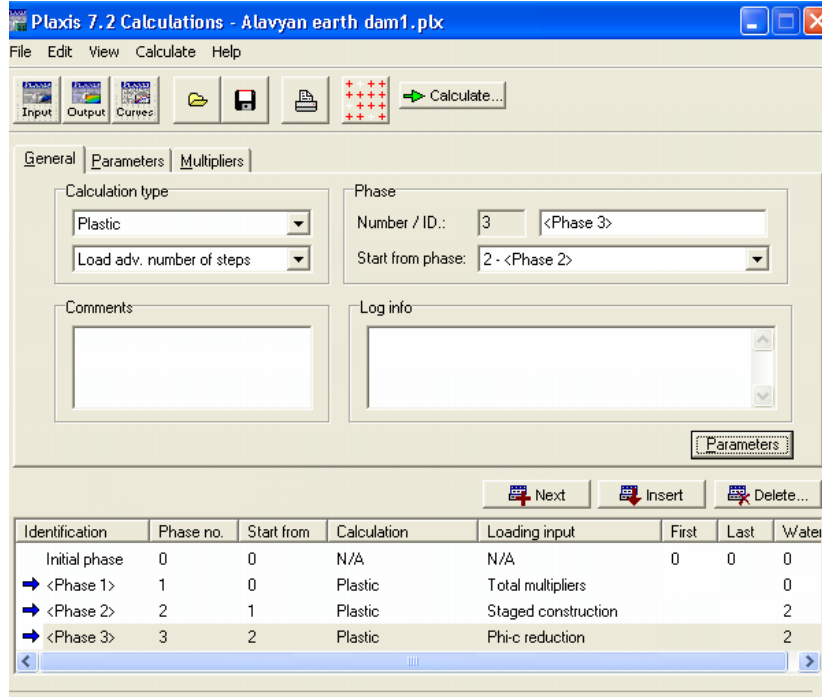 Plaxis 7.2 Calculations - Alavyan earth dam1.plx
File Edit View Calculate Help
Input Output Curves Calculate...
General Parameters Multipliers
Calculation type
Plastic
Load adv. number of steps
Phase
Number / ID.: 3 <Phase 3>
Start from phase: 2 - <Phase 2>
Comments
Log info
Parameters
Next Insert Delete...
Identification Phase no. Start from Calculation Loading input First Last Water
Initial phase 0 0 N/A N/A 0 0 0
<Phase 1> 1 0 Plastic Total multipliers 0
<Phase 2> 2 1 Plastic Staged construction 2
<Phase 3> 3 2 Plastic Phi-c reduction 2